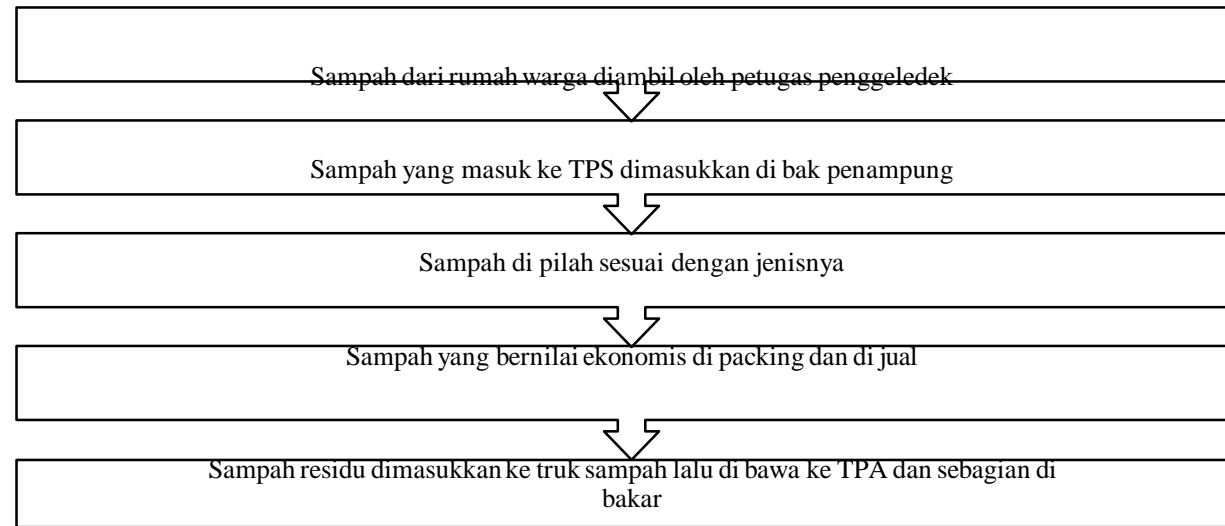 Sampah dari rumah warga diambil oleh petugas penggeledek
Sampah yang masuk ke TPS dimasukkan di bak penampung
Sampah di pilah sesuai dengan jenisnya
Sampah yang bernilai ekonomis di packing dan di jual
Sampah residu dimasukkan ke truk sampah lalu di bawa ke TPA dan sebagian di
bakar